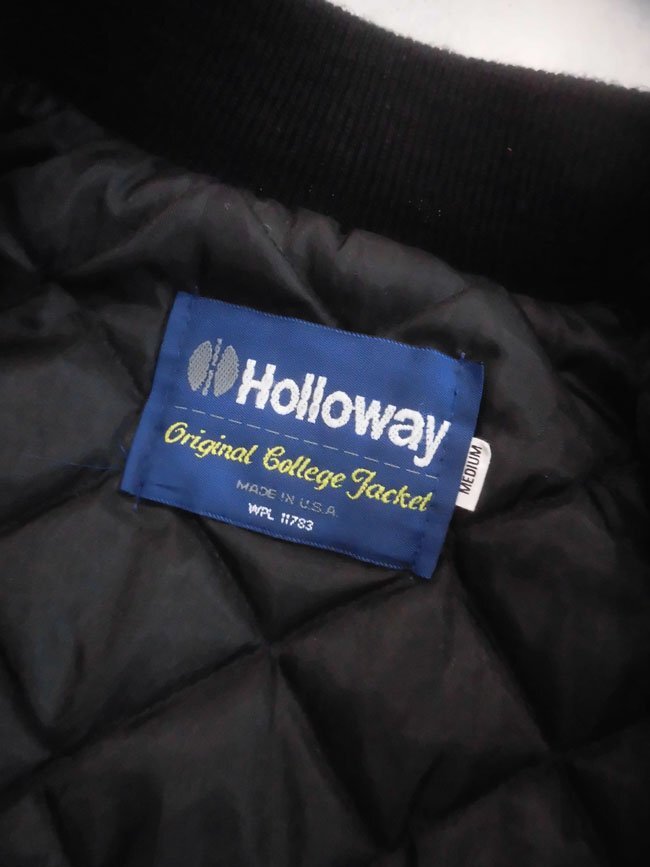 Holloway
Original College Jacket
MADE IN U.S.A.
WPL 11783
MEDIUM